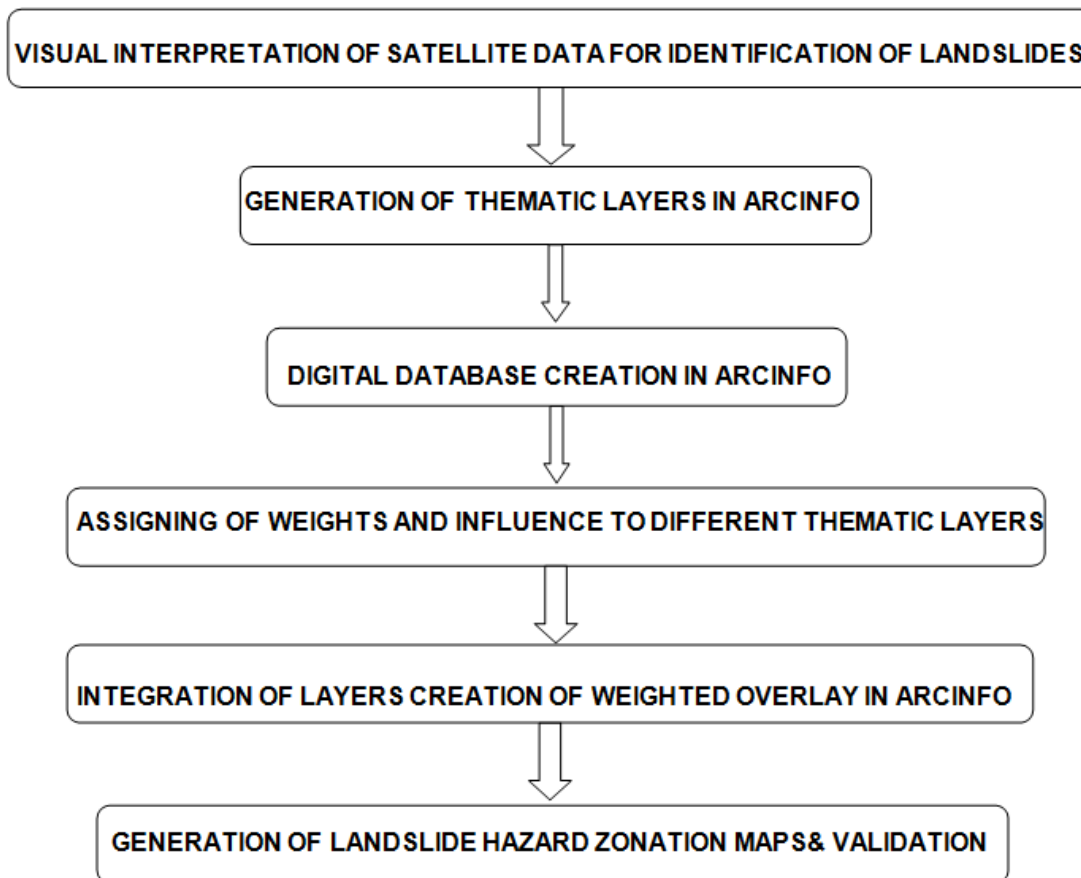 VISUAL INTERPRETATION OF SATELLITE DATA FOR IDENTIFICATION OF LANDSLIDES
GENERATION OF THEMATIC LAYERS IN ARCINFO
DIGITAL DATABASE CREATION IN ARCINFO
ASSIGNING OF WEIGHTS AND INFLUENCE TO DIFFERENT THEMATIC LAYERS
INTEGRATION OF LAYERS CREATION OF WEIGHTED OVERLAY IN ARCINFO
GENERATION OF LANDSLIDE HAZARD ZONATION MAPS& VALIDATION